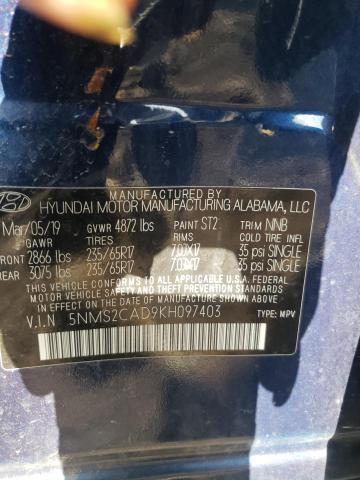 HYUNDAI MOTOR MANUFACTURING ALABAMA, LLC
Mar/05/19 GVWR 4872 lbs PAINT ST2 TRIM NNB
GAWR TIRES RIMS COLD TIRE INFLATION
FRONT 2866 lbs 235/65R17 7.0JX17 35 psi SINGLE
REAR 3075 lbs 235/65R17 7.0JX17 35 psi SINGLE
THIS VEHICLE CONFORMS TO ALL APPLICABLE U.S. FEDERAL MOTOR VEHICLE SAFETY, BUMPER, AND THEFT PREVENTION STANDARDS IN EFFECT ON THE DATE OF MANUFACTURE SHOWN ABOVE.
V.I.N 5NMS2CAD9KH097403 TYPE: MPV